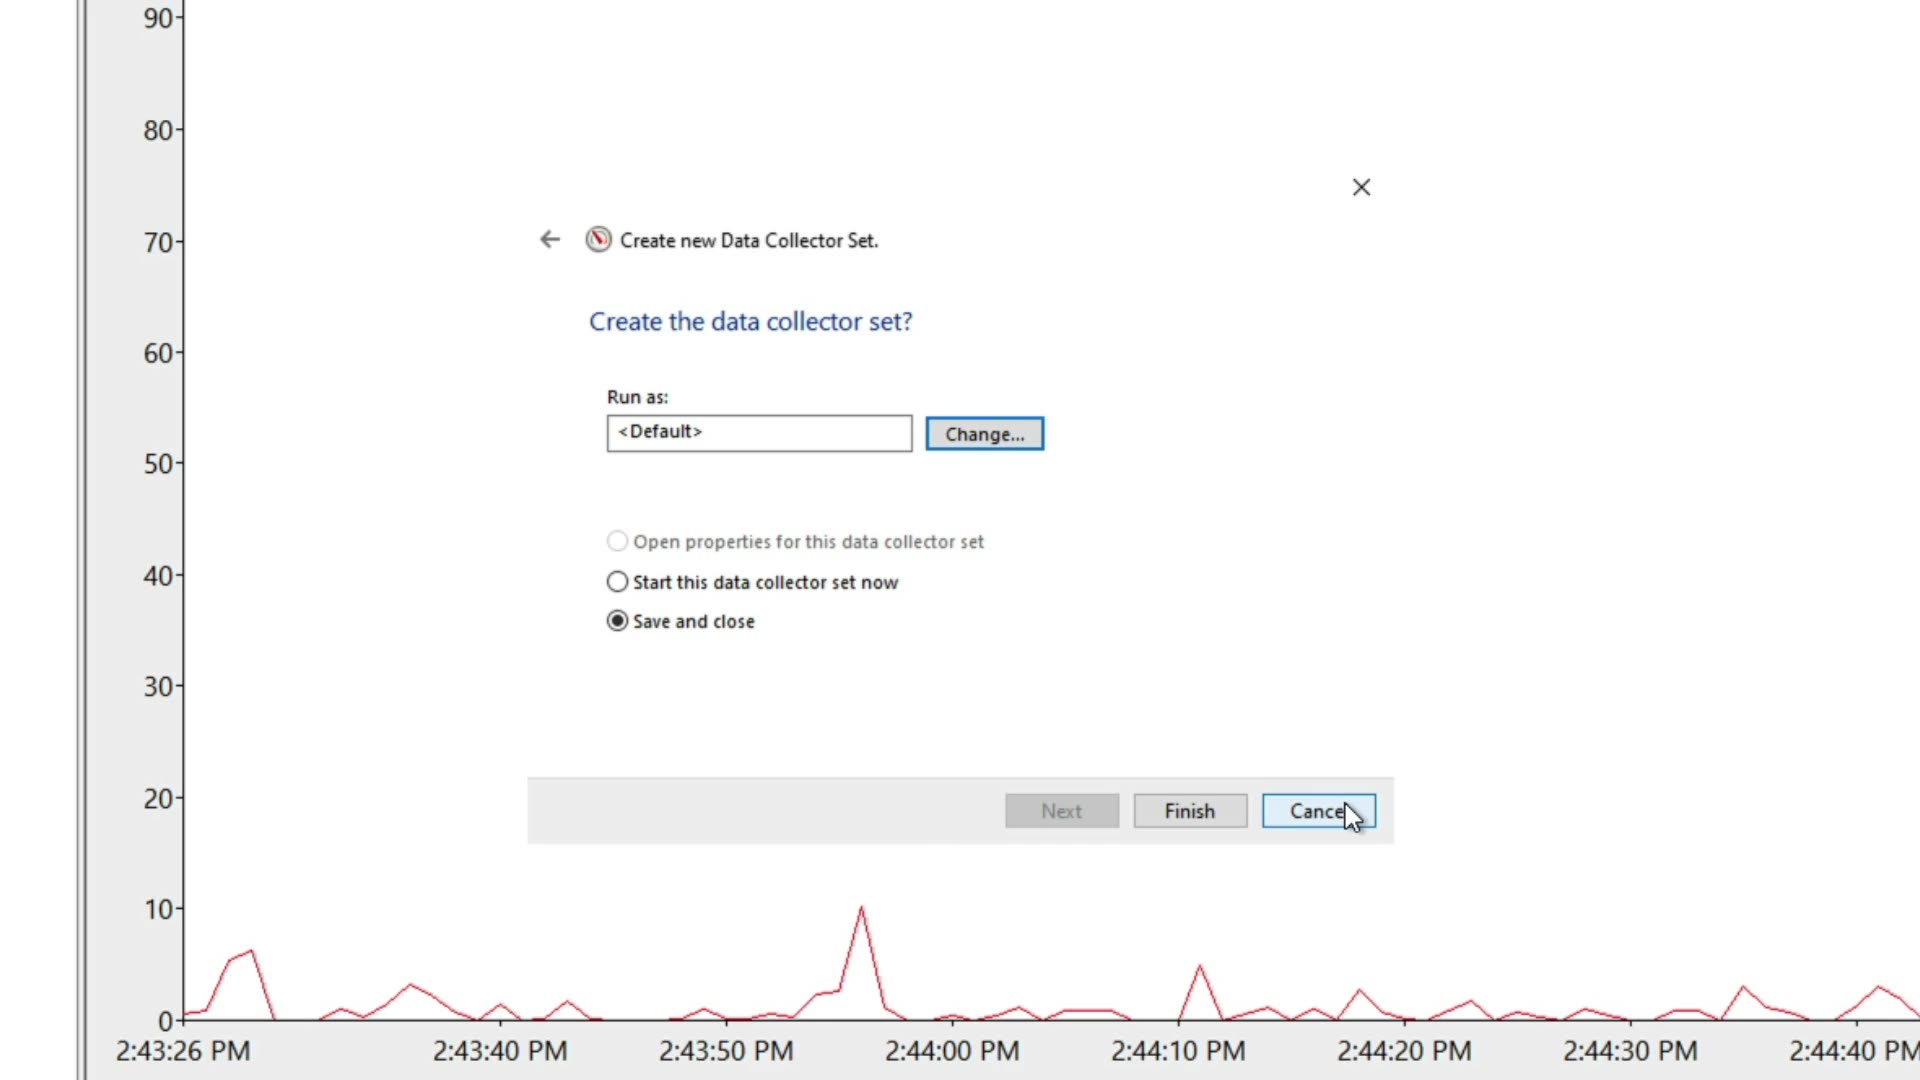 90
80
70
60
50
40
30
20
10
0
Create new Data Collector Set.
Create the data collector set?
Run as:
<Default>
Change...
Open properties for this data collector set
Start this data collector set now
Save and close
Next
Finish
Cance
2:43:26 PM
2:43:40 PM
2:43:50 PM
2:44:00 PM
2:44:10 PM
2:44:20 PM
2:44:30 PM
2:44:40 PM